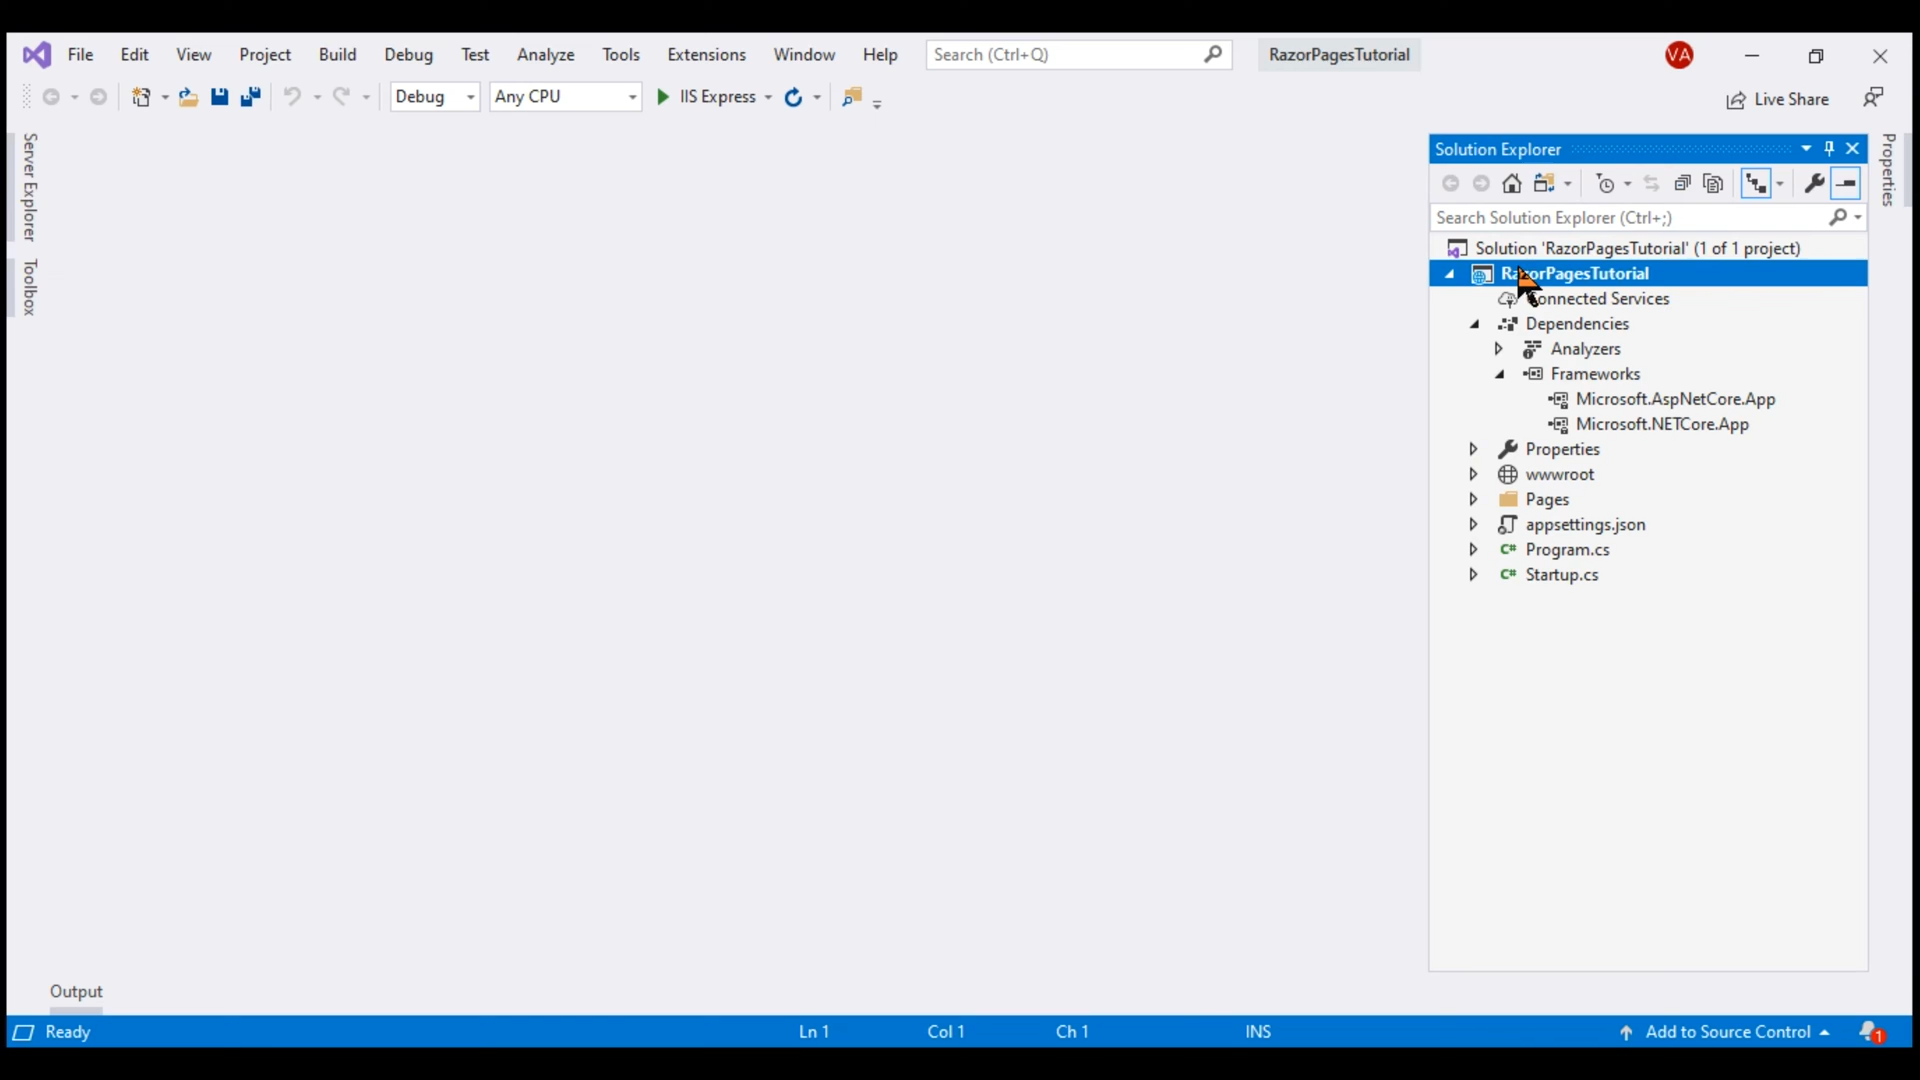 File Edit View Project Build Debug Test Analyze Tools Extensions Window Help Search (Ctrl+Q) RazorPagesTutorial VA
Debug Any CPU IIS Express Live Share
Server Explorer
Toolbox
Solution Explorer
Properties
Search Solution Explorer (Ctrl+;)
Solution 'RazorPagesTutorial' (1 of 1 project)
RazorPagesTutorial
Connected Services
Dependencies
Analyzers
Frameworks
Microsoft.AspNetCore.App
Microsoft.NETCore.App
Properties
wwwroot
Pages
appsettings.json
C# Program.cs
C# Startup.cs
Output
Ready Ln 1 Col 1 Ch 1 INS Add to Source Control 1